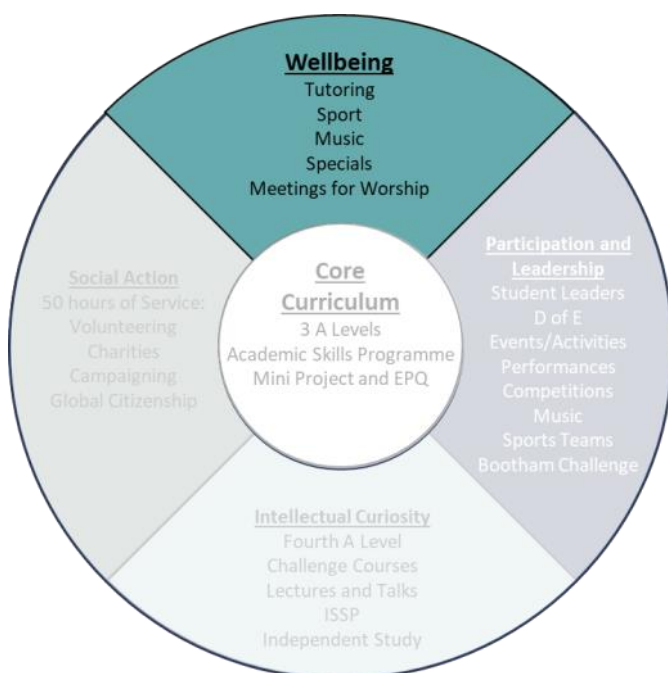 Wellbeing
Tutoring
Sport
Music
Specials
Meetings for Worship
Social Action
50 hours of Service:
Volunteering
Charities
Campaigning
Global Citizenship
Core
Curriculum
3 A Levels
Academic Skills Programme
Mini Project and EPQ
Participation and
Leadership
Student Leaders
D of E
Events/Activities
Performances
Competitions
Music
Sports Teams
Bootham Challenge
Intellectual Curiosity
Fourth A Level
Challenge Courses
Lectures and Talks
ISSP
Independent Study